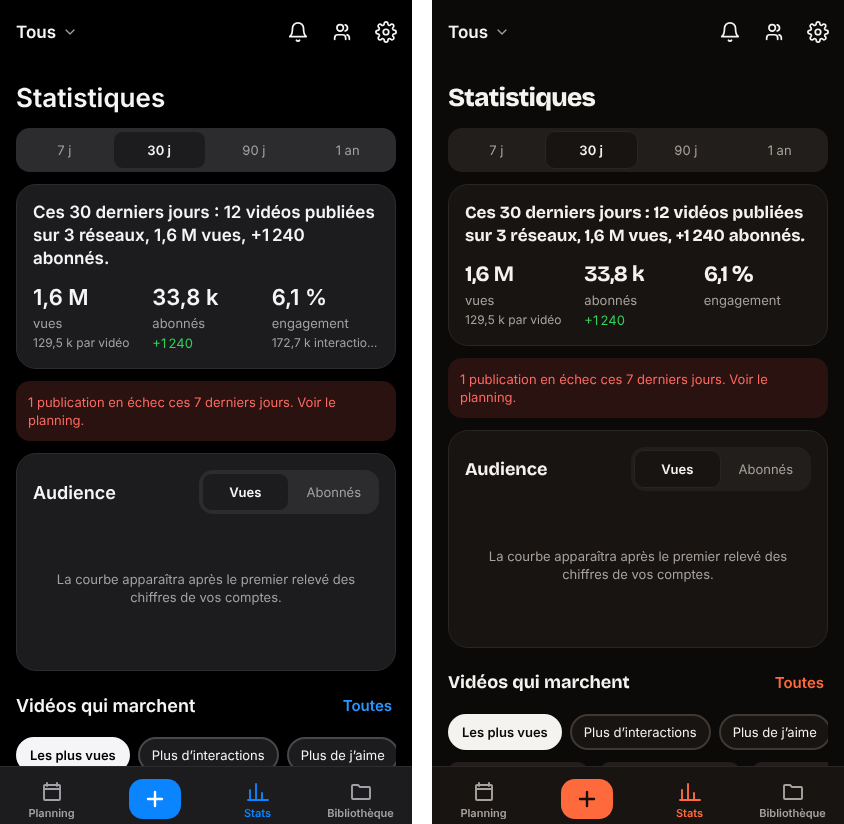 Tous
Statistiques
7 j 30 j 90 j 1 an
Ces 30 derniers jours : 12 vidéos publiées
sur 3 réseaux, 1,6 M vues, +1 240
abonnés.
1,6 M 33,8 k 6,1 %
vues abonnés engagement
129,5 k par vidéo +1 240 172,7 k interactio...
1 publication en échec ces 7 derniers jours. Voir le
planning.
Audience Vues Abonnés
La courbe apparaîtra après le premier relevé des
chiffres de vos comptes.
Vidéos qui marchent Toutes
Les plus vues Plus d’interactions Plus de j’aime
Planning Stats Bibliothèque
Tous
Statistiques
7 j 30 j 90 j 1 an
Ces 30 derniers jours : 12 vidéos publiées
sur 3 réseaux, 1,6 M vues, +1 240 abonnés.
1,6 M 33,8 k 6,1 %
vues abonnés engagement
129,5 k par vidéo +1 240
1 publication en échec ces 7 derniers jours. Voir le
planning.
Audience Vues Abonnés
La courbe apparaîtra après le premier relevé des
chiffres de vos comptes.
Vidéos qui marchent Toutes
Les plus vues Plus d’interactions Plus de j’aime
Planning Stats Bibliothèque